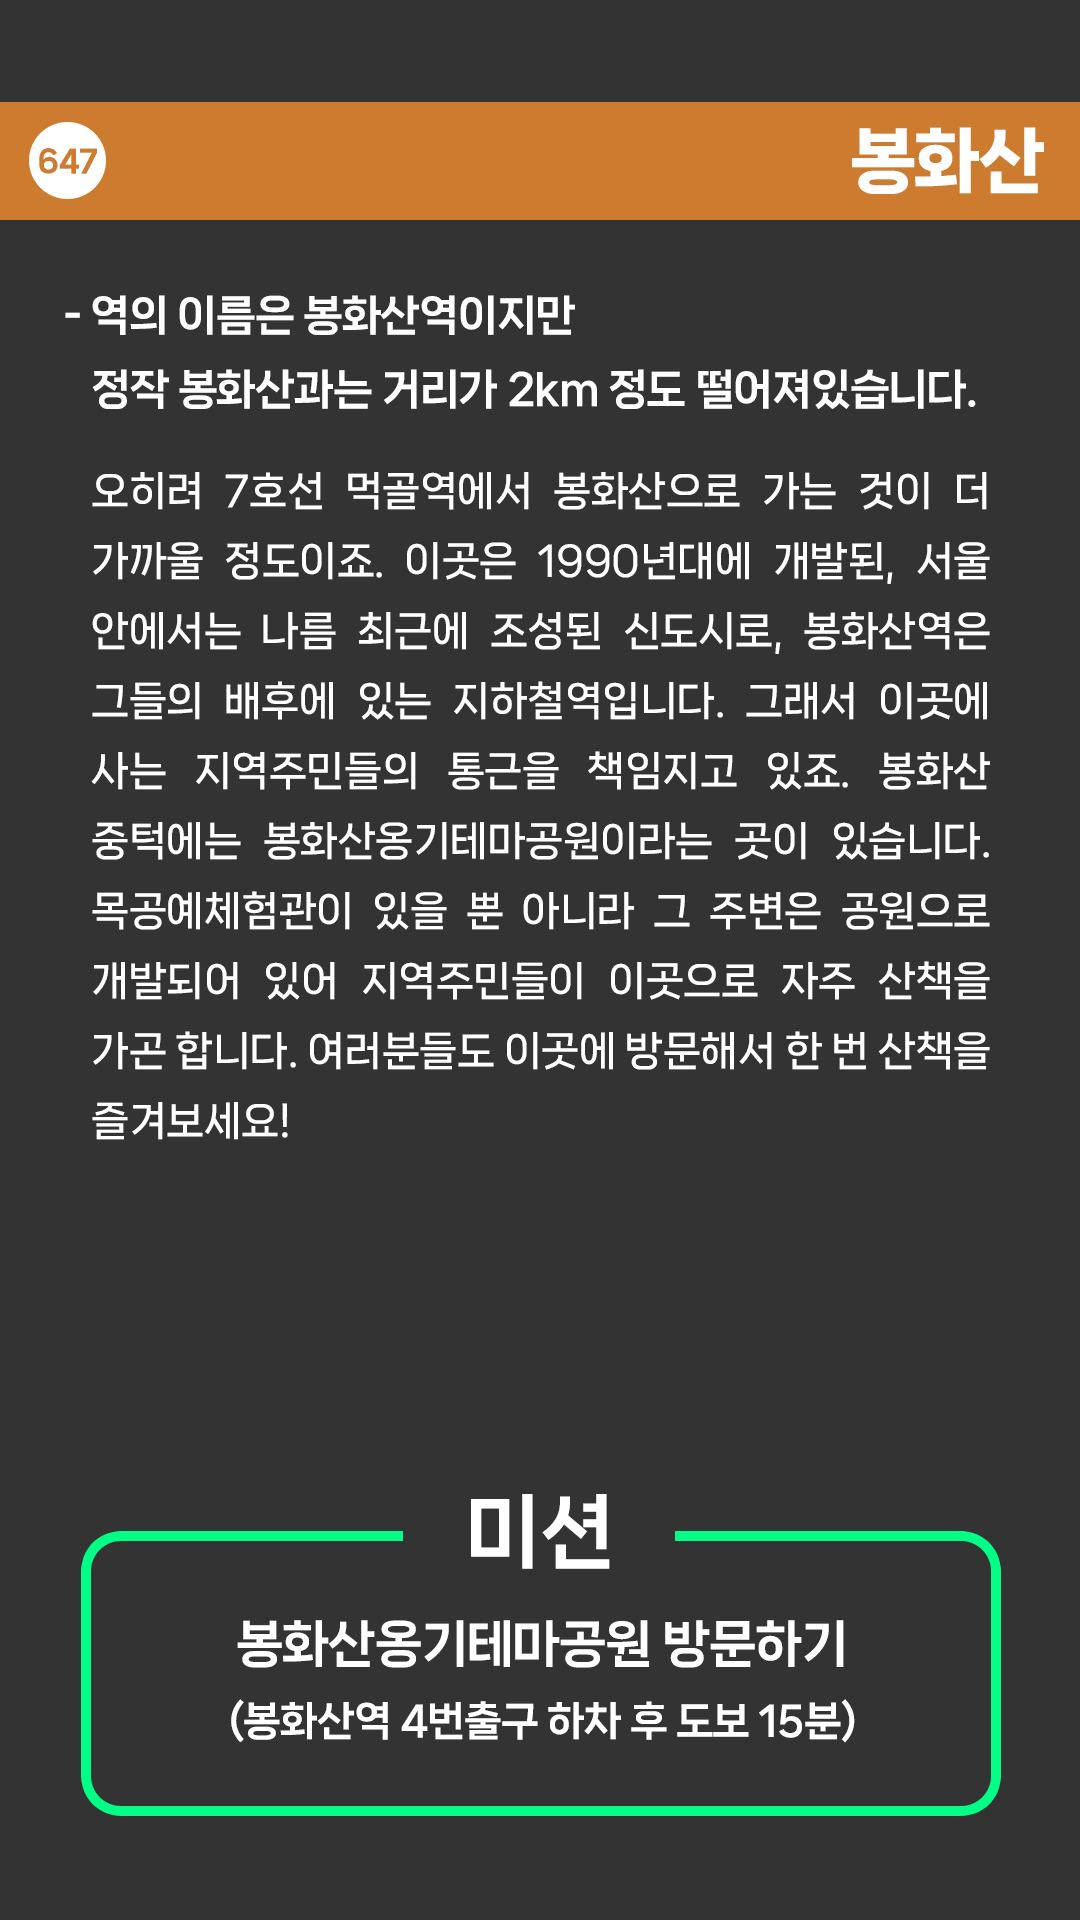 647
봉화산
- 역의 이름은 봉화산역이지만
정작 봉화산과는 거리가 2km 정도 떨어져있습니다.
오히려 7호선 먹골역에서 봉화산으로 가는 것이 더
가까울 정도이죠. 이곳은 1990년대에 개발된, 서울
안에서는 나름 최근에 조성된 신도시로, 봉화산역은
그들의 배후에 있는 지하철역입니다. 그래서 이곳에
사는 지역주민들의 통근을 책임지고 있죠. 봉화산
중턱에는 봉화산옹기테마공원이라는 곳이 있습니다.
목공예체험관이 있을 뿐 아니라 그 주변은 공원으로
개발되어 있어 지역주민들이 이곳으로 자주 산책을
가곤 합니다. 여러분들도 이곳에 방문해서 한 번 산책을
즐겨보세요!
미션
봉화산옹기테마공원 방문하기
(봉화산역 4번출구 하차 후 도보 15분)